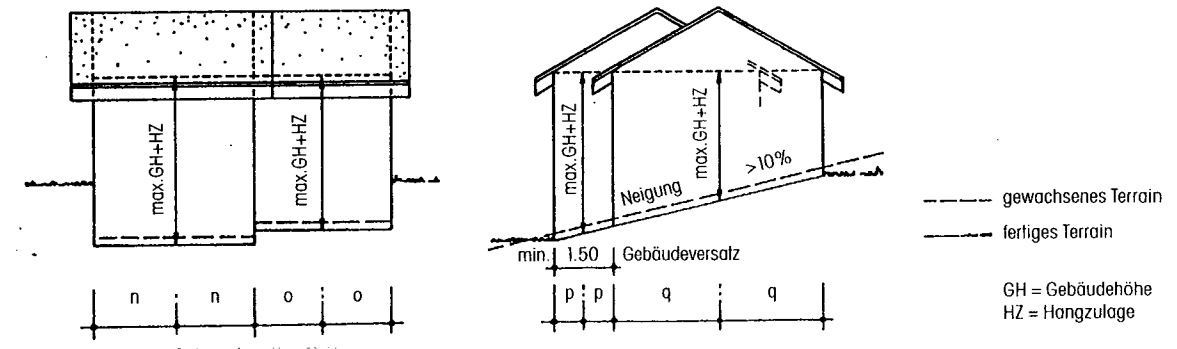 max.GH+HZ
max.GH+HZ
n n o o
max.GH+HZ
max.GH+HZ
Neigung >10%
min. 1.50 Gebäudeversatz
p p q q
gewachsenes Terrain
fertiges Terrain
GH = Gebäudehöhe
HZ = Hangzulage